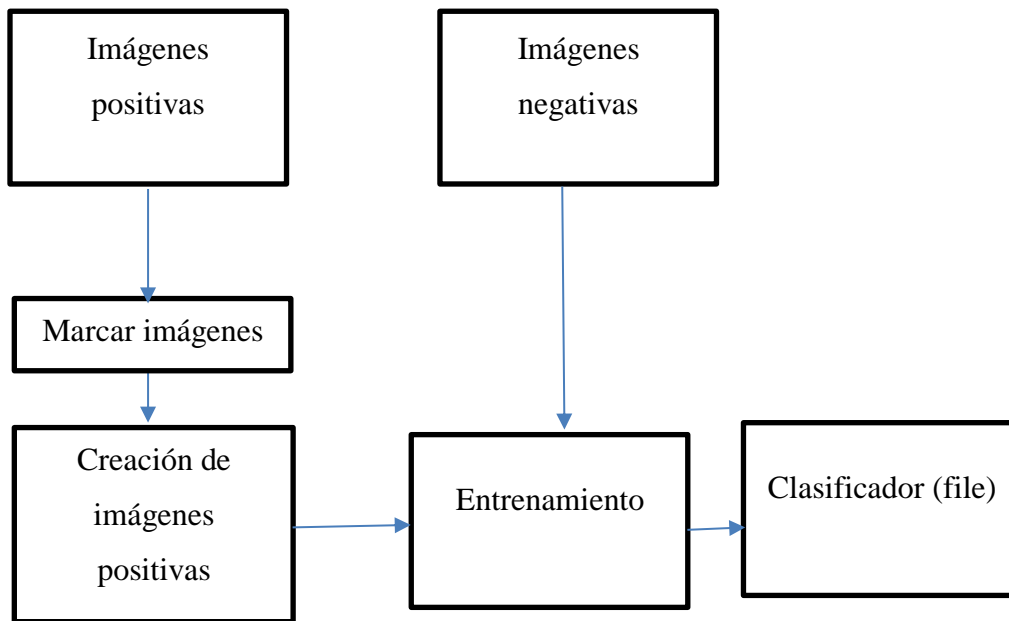 Imágenes
positivas
Imágenes
negativas
Marcar imágenes
Creación de
imágenes
positivas
Entrenamiento
Clasificador (file)